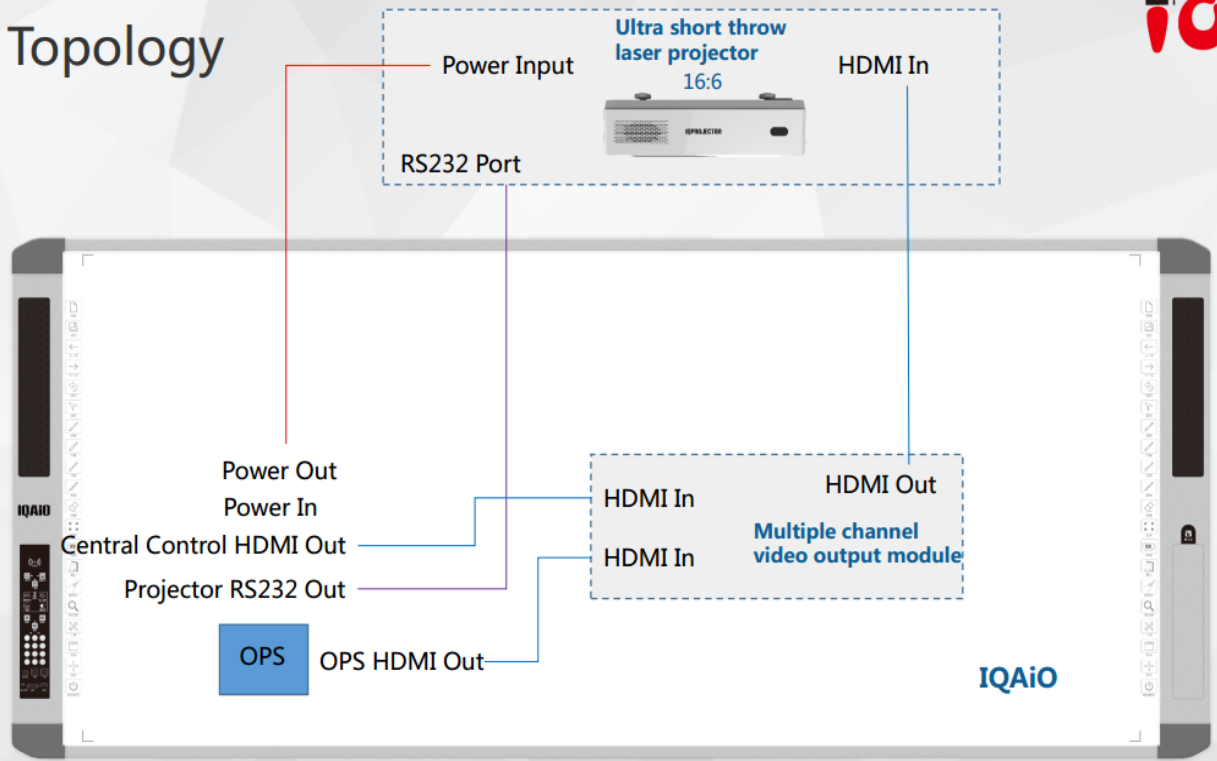 Topology
Ultra short throw
laser projector
16:6
Power Input
HDMI In
IQPROJECTOR
RS232 Port
Power Out
Power In
Central Control HDMI Out
Projector RS232 Out
OPS
OPS HDMI Out
HDMI In
HDMI In
HDMI Out
Multiple channel
video output module
IQAiO
IQAiO